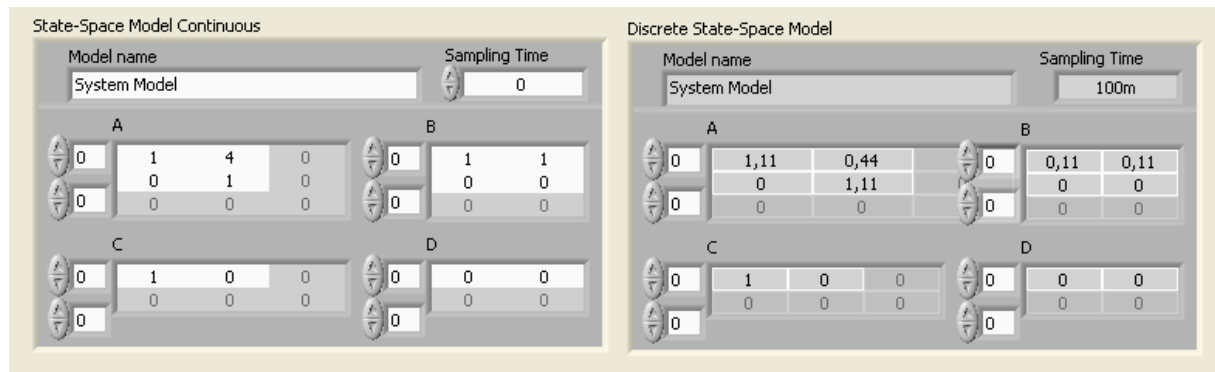 State-Space Model Continuous
Model name Sampling Time
System Model 0
A B
0 1 4 0 0 1 1
0 1 0 0 0
0 0 0 0 0 0 0
C D
0 1 0 0 0 0 0
0 0 0 0 0
0 0
Discrete State-Space Model
Model name Sampling Time
System Model 100m
A B
0 1,11 0,44 0 0,11 0,11
0 1,11 0 0
0 0 0 0 0 0
C D
0 1 0 0 0 0 0
0 0 0 0 0
0 0